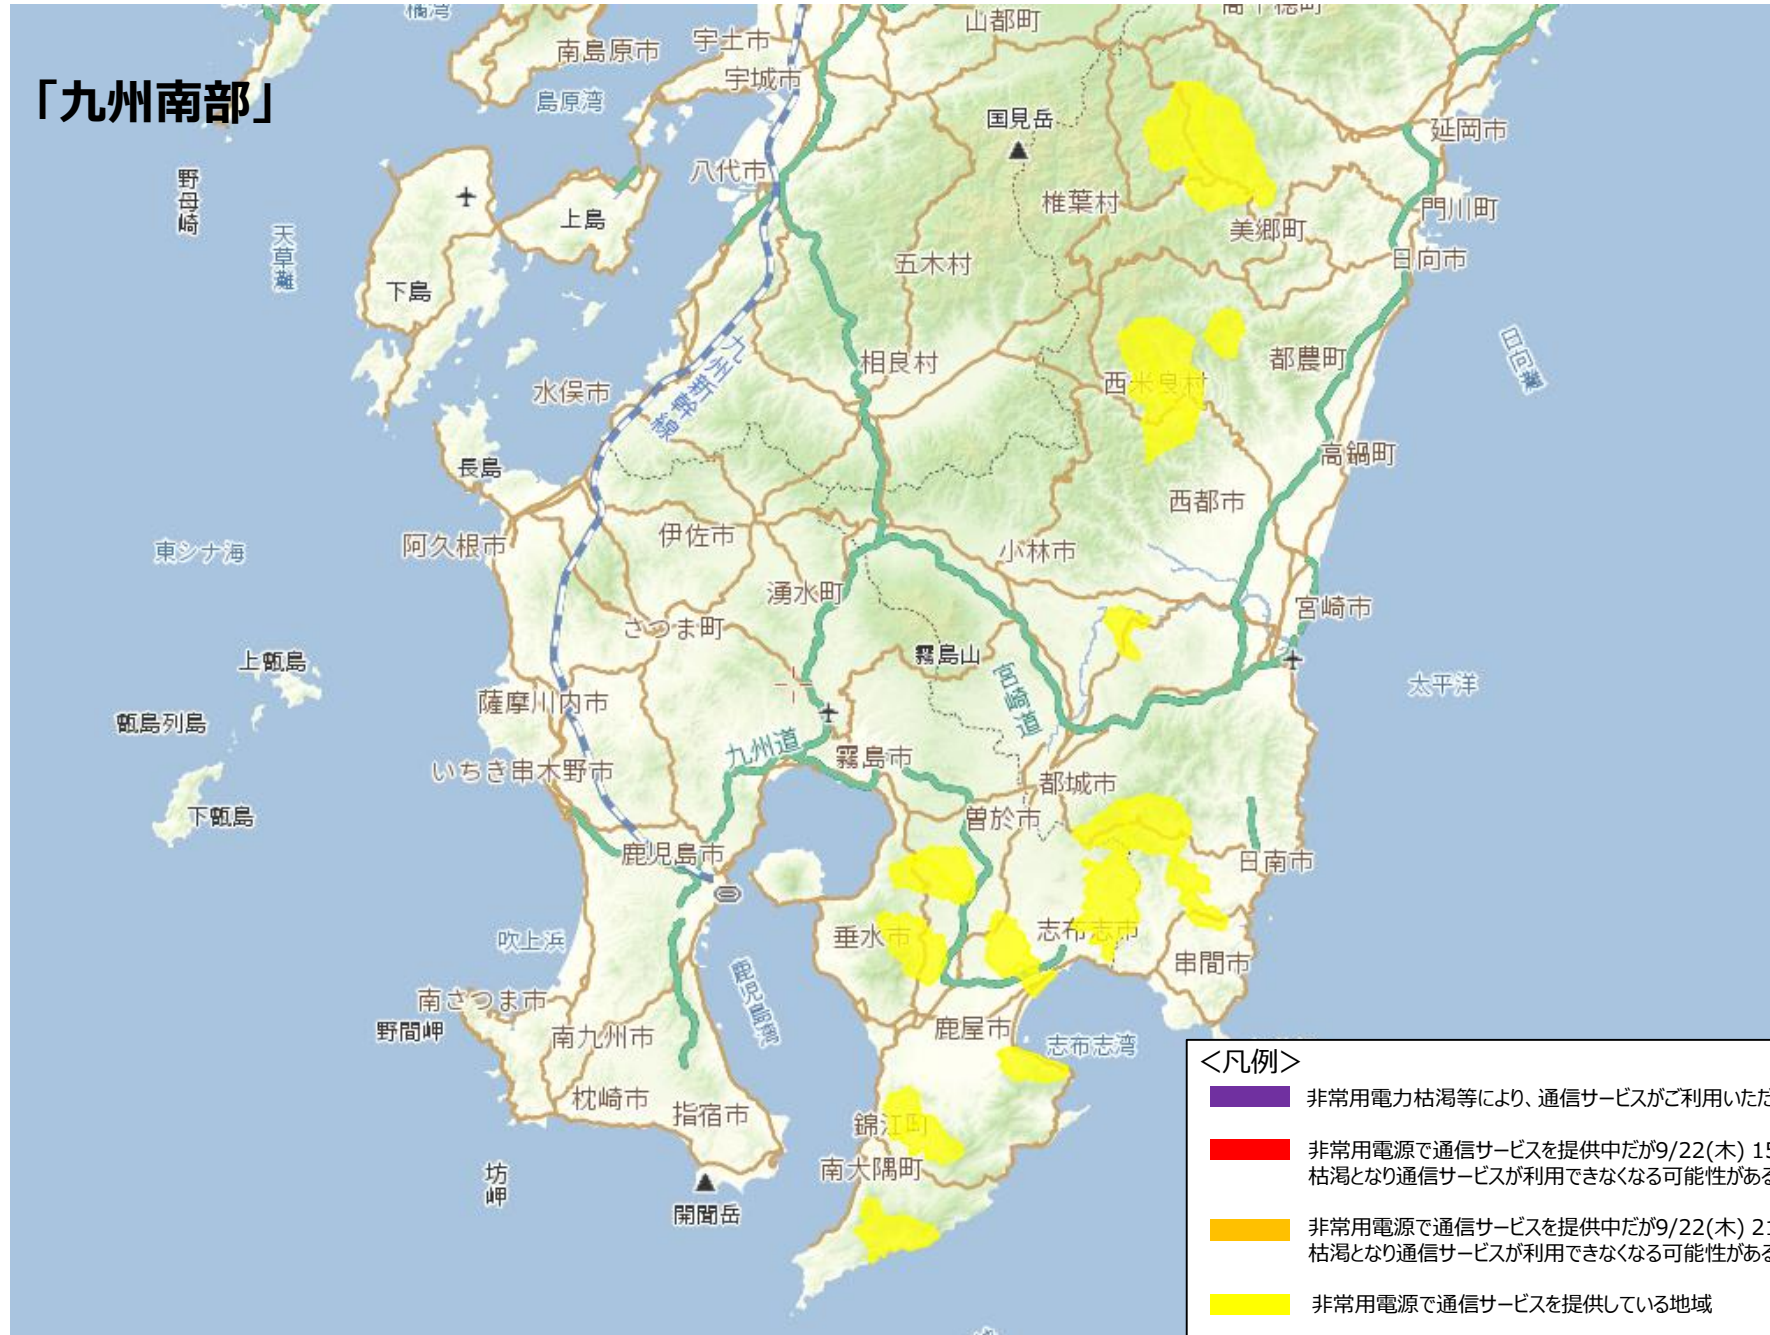 「九州南部」
橘湾
南島原市
宇土市
宇城市
山都町
島原湾
国見岳
延岡市
八代市
野母崎
上島
椎葉村
門川町
美郷町
天草灘
日向市
五木村
下島
九州新幹線
相良村
都農町
日向灘
西米良村
水俣市
高鍋町
長島
西都市
伊佐市
阿久根市
東シナ海
小林市
湧水町
宮崎市
さつま町
霧島山
上甑島
太平洋
宮崎道
薩摩川内市
甑島列島
九州道
霧島市
いちき串木野市
都城市
下甑島
曽於市
鹿児島市
日南市
志布志市
垂水市
吹上浜
串間市
鹿児島湾
南さつま市
野間岬
鹿屋市
南九州市
志布志湾
枕崎市
指宿市
錦江町
南大隅町
坊岬
開聞岳
<凡例>
非常用電力枯渇等により、通信サービスがご利用いただ
非常用電源で通信サービスを提供中だが9/22(木) 15
枯渇となり通信サービスが利用できなくなる可能性がある
非常用電源で通信サービスを提供中だが9/22(木) 21
枯渇となり通信サービスが利用できなくなる可能性がある
非常用電源で通信サービスを提供している地域